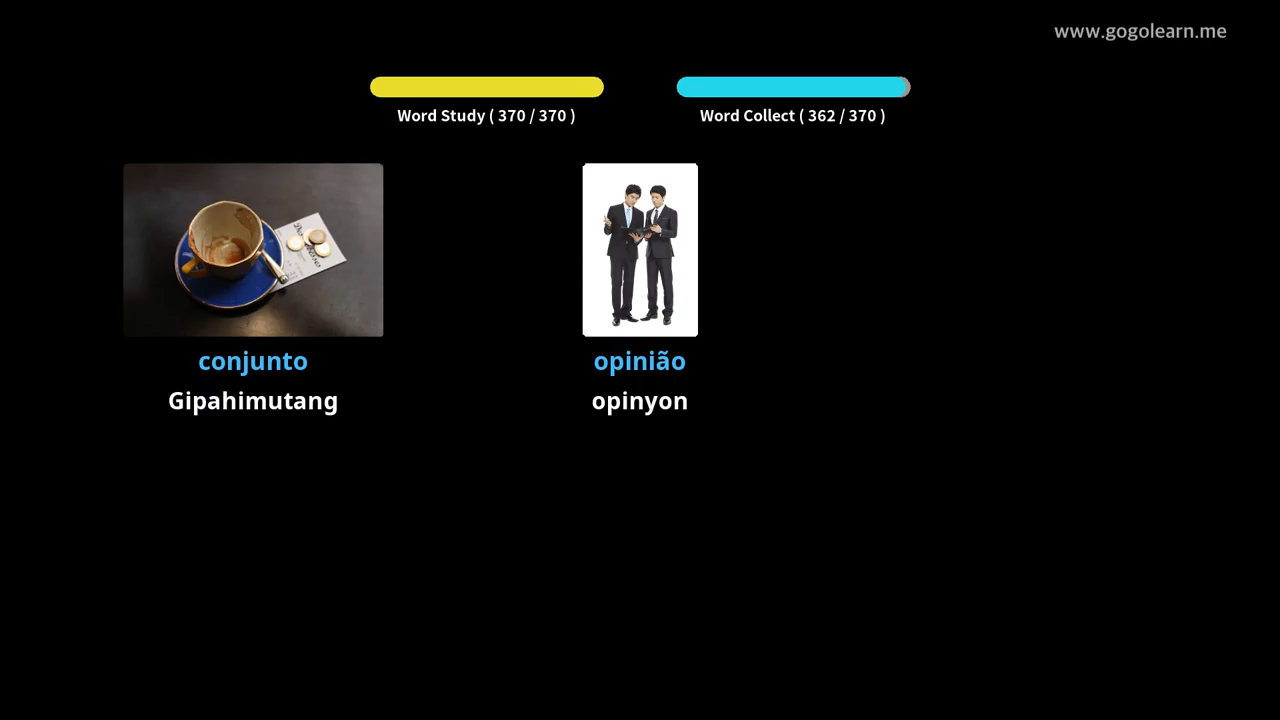 www.gogolearn.me
Word Study ( 370 / 370 )
Word Collect ( 362 / 370 )
conjunto
Gipahimutang
opinião
opinyon